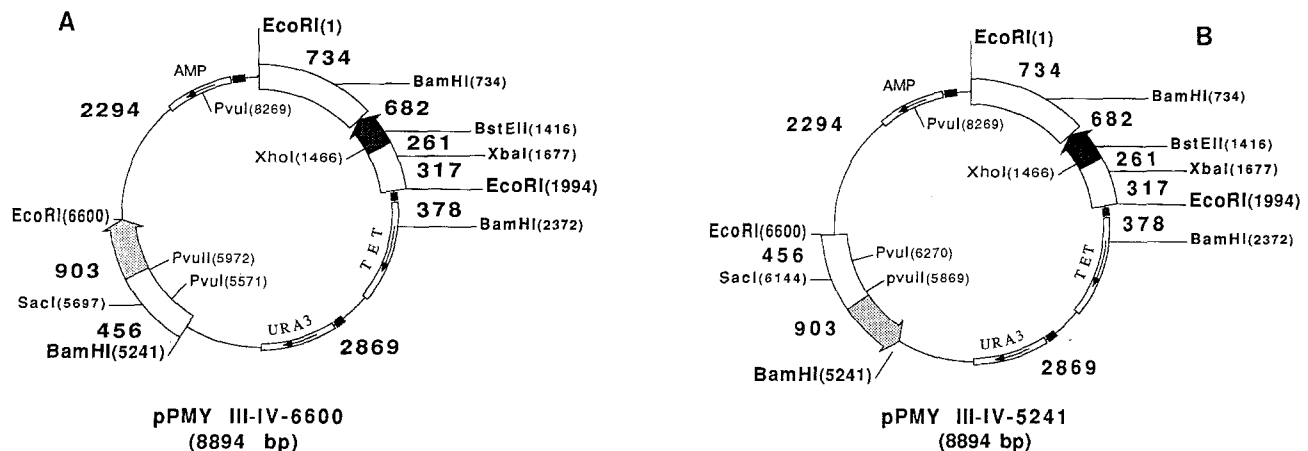 A
EcoRI(1)
734
AMP
BamHI(734)
PvuI(8269)
2294
682
BstEII(1416)
261
XbaI(1677)
XhoI(1466)
317
EcoRI(1994)
378
BamHI(2372)
TET
EcoRI(6600)
PvuII(5972)
903
PvuI(5571)
SacI(5697)
456
BamHI(5241)
URA3
2869
pPMY III-IV-6600
(8894 bp)
B
EcoRI(1)
734
AMP
BamHI(734)
PvuI(8269)
2294
682
BstEII(1416)
261
XbaI(1677)
XhoI(1466)
317
EcoRI(1994)
378
BamHI(2372)
TET
EcoRI(6600)
456
PvuI(6270)
SacI(6144)
pvuII(5869)
903
BamHI(5241)
URA3
2869
pPMY III-IV-5241
(8894 bp)